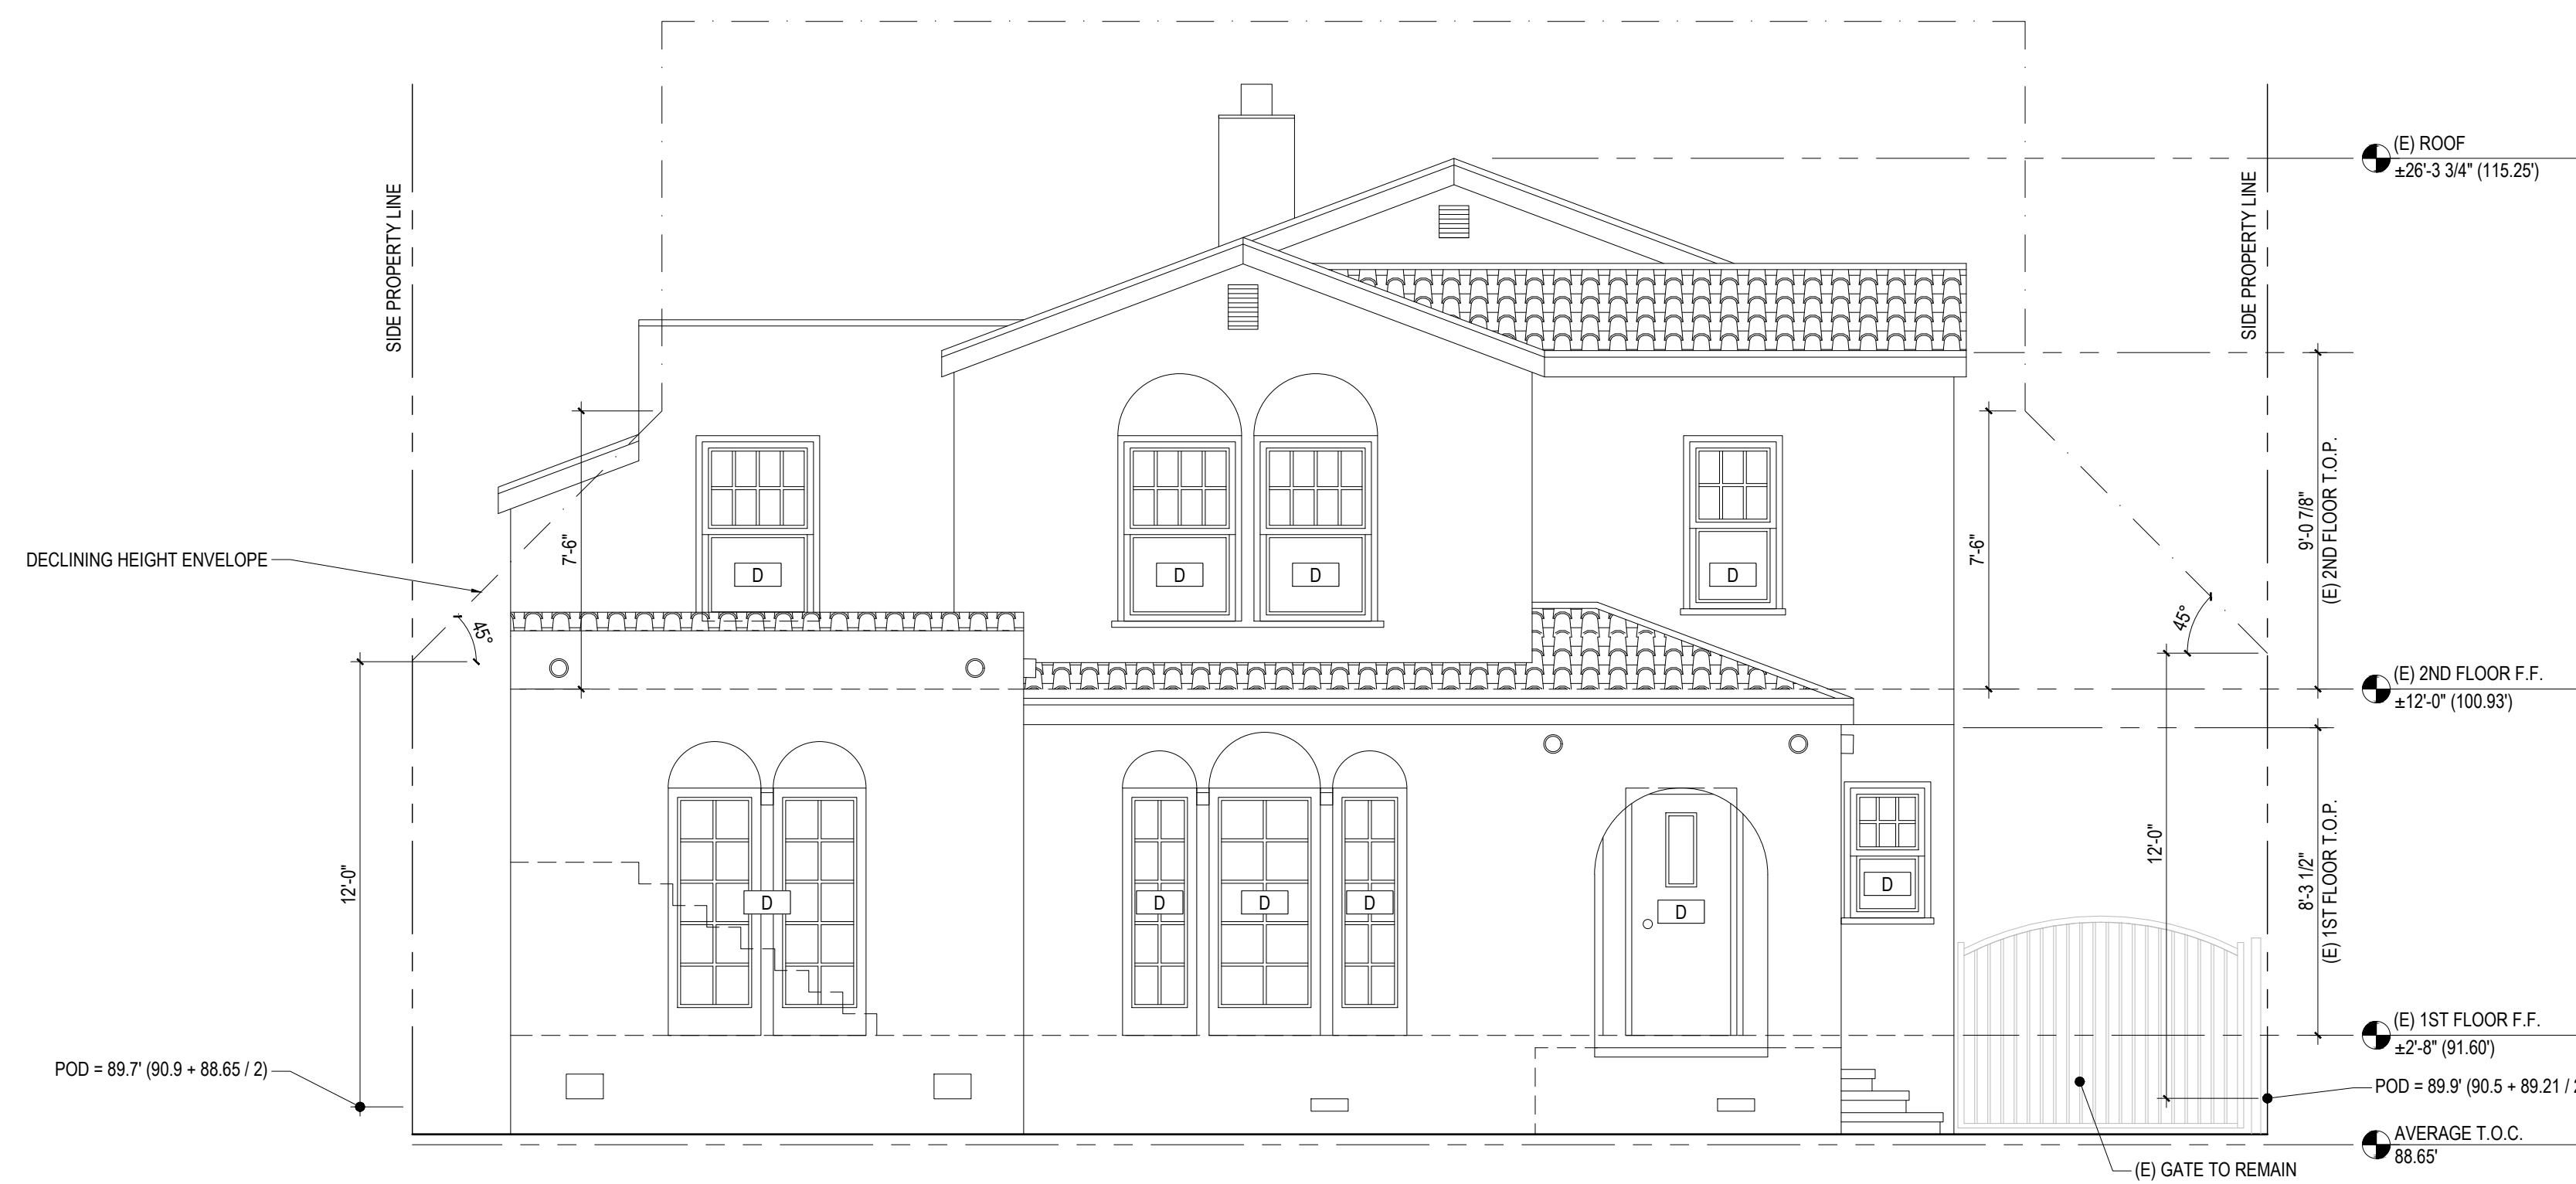 SIDE PROPERTY LINE
SIDE PROPERTY LINE
(E) ROOF
±26'-3 3/4" (115.25')
DECLINING HEIGHT ENVELOPE
7'-6"
7'-6"
9'-0 7/8"
(E) 2ND FLOOR T.O.P.
45°
45°
D
D
D
D
(E) 2ND FLOOR F.F.
±12'-0" (100.93')
12'-0"
12'-0"
8'-3 1/2"
(E) 1ST FLOOR T.O.P.
D
D
D
D
D
D
(E) 1ST FLOOR F.F.
±2'-8" (91.60')
POD = 89.7' (90.9 + 88.65 / 2)
POD = 89.9' (90.5 + 89.21 /
AVERAGE T.O.C.
88.65'
(E) GATE TO REMAIN